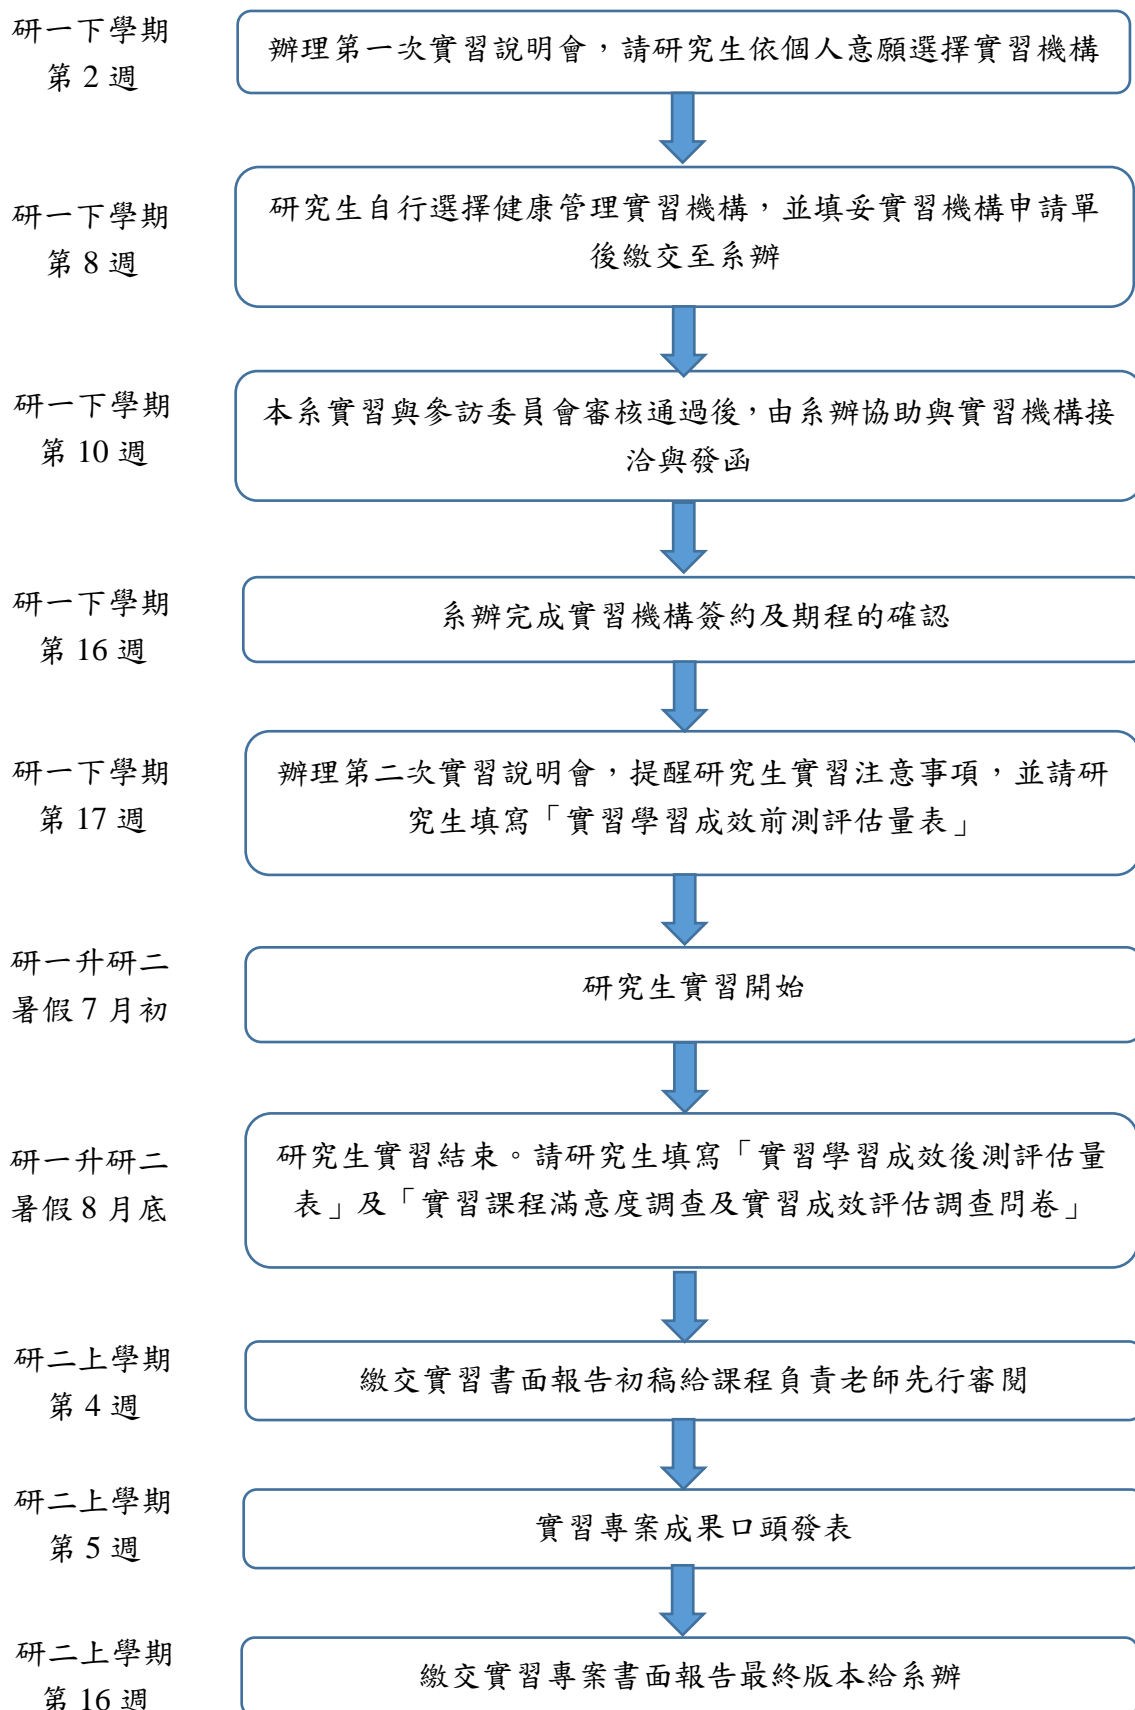 研一下學期
第 2 週
辦理第一次實習說明會，請研究生依個人意願選擇實習機構
研一下學期
第 8 週
研究生自行選擇健康管理實習機構，並填妥實習機構申請單
後繳交至系辦
研一下學期
第 10 週
本系實習與參訪委員會審核通過後，由系辦協助與實習機構接
洽與發函
研一下學期
第 16 週
系辦完成實習機構簽約及期程的確認
研一下學期
第 17 週
辦理第二次實習說明會，提醒研究生實習注意事項，並請研
究生填寫「實習學習成效前測評估量表」
研一升研二
暑假 7 月初
研究生實習開始
研一升研二
暑假 8 月底
研究生實習結束。請研究生填寫「實習學習成效後測評估量
表」及「實習課程滿意度調查及實習成效評估調查問卷」
研二上學期
第 4 週
繳交實習書面報告初稿給課程負責老師先行審閱
研二上學期
第 5 週
實習專案成果口頭發表
研二上學期
第 16 週
繳交實習專案書面報告最終版本給系辦